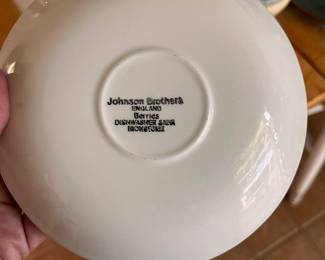 Johnson Brothers
ENGLAND
Berries
DISHWASHER SAFE
IRONSTONE